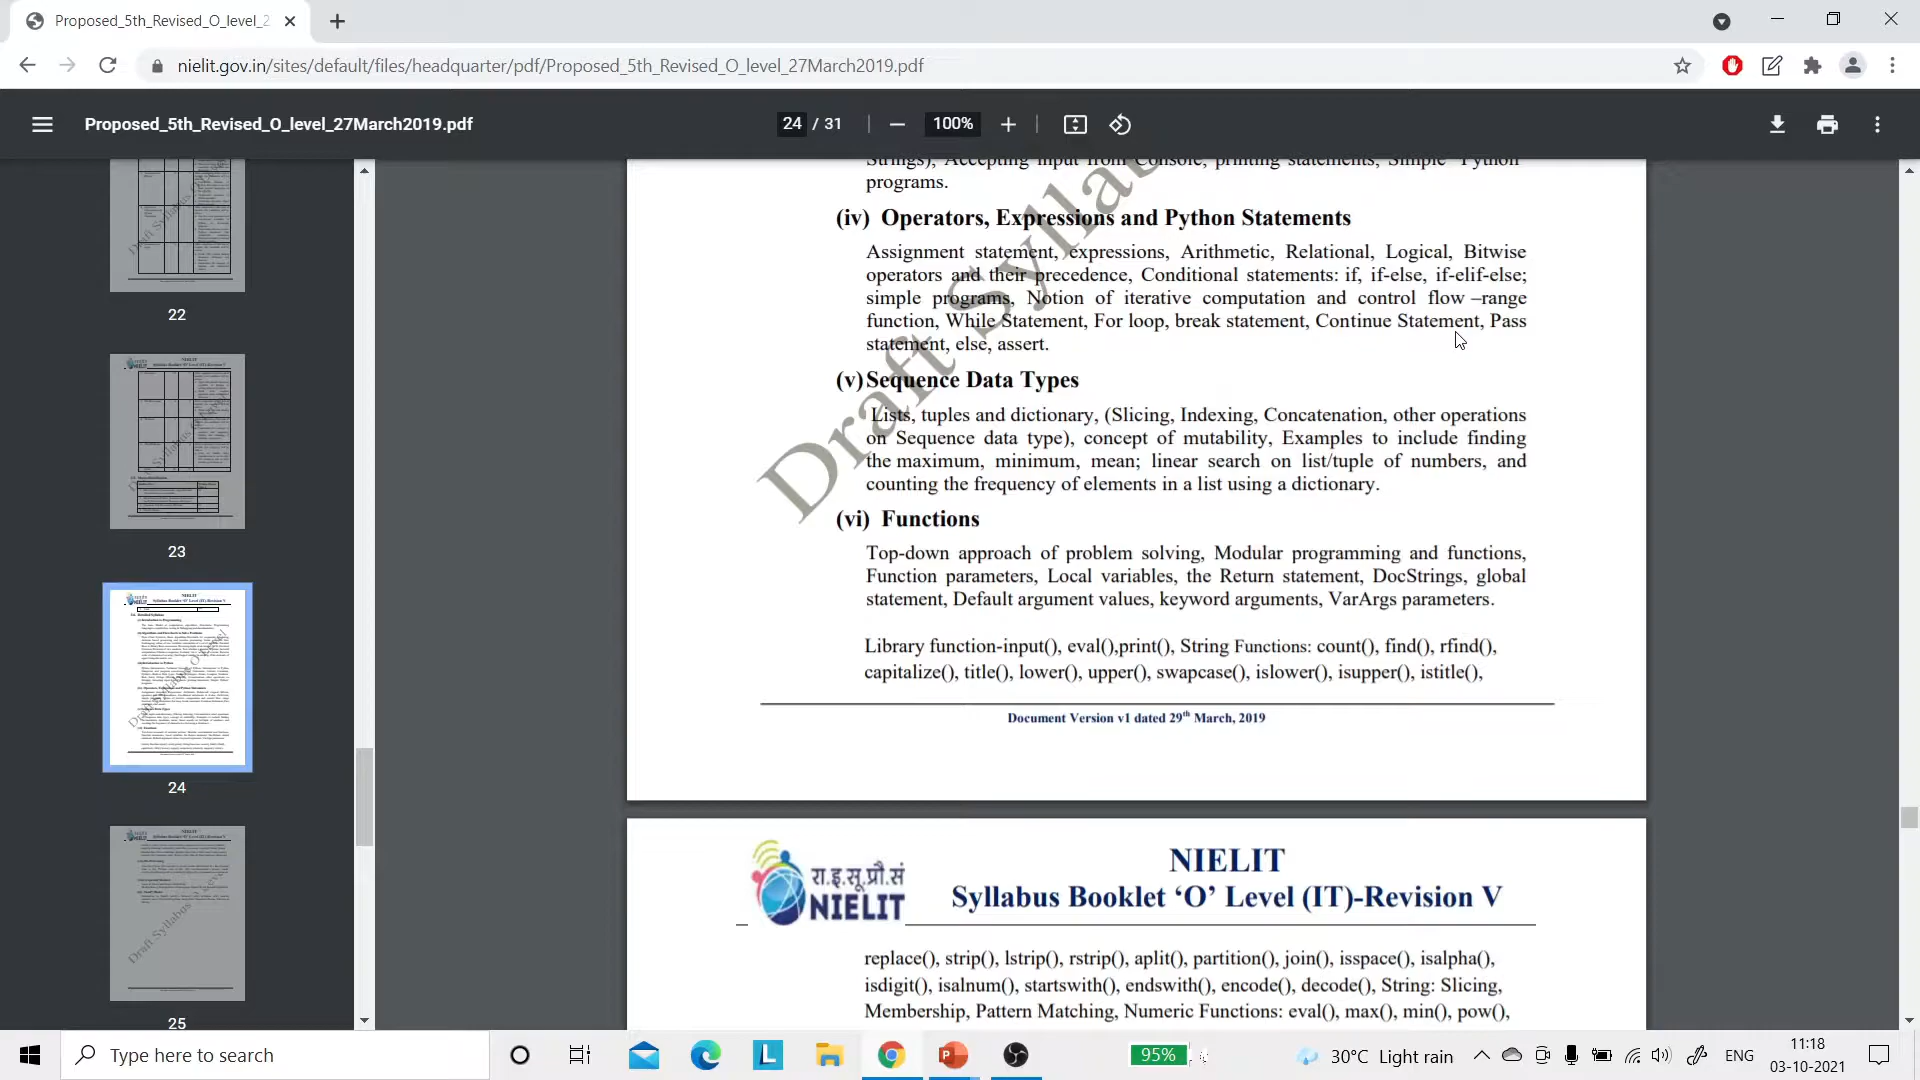 Proposed_5th_Revised_O_level_2
nielit.gov.in/sites/default/files/headquarter/pdf/Proposed_5th_Revised_O_level_27March2019.pdf
Proposed_5th_Revised_O_level_27March2019.pdf
24 / 31
100%
22
23
24
25
Strings), Accepting input from Console, printing statements, Simple 'Python'
programs.
(iv) Operators, Expressions and Python Statements
Assignment statement, expressions, Arithmetic, Relational, Logical, Bitwise
operators and their precedence, Conditional statements: if, if-else, if-elif-else;
simple programs, Notion of iterative computation and control flow –range
function, While Statement, For loop, break statement, Continue Statement, Pass
statement, else, assert.
(v) Sequence Data Types
Lists, tuples and dictionary, (Slicing, Indexing, Concatenation, other operations
on Sequence data type), concept of mutability, Examples to include finding
the maximum, minimum, mean; linear search on list/tuple of numbers, and
counting the frequency of elements in a list using a dictionary.
(vi) Functions
Top-down approach of problem solving, Modular programming and functions,
Function parameters, Local variables, the Return statement, DocStrings, global
statement, Default argument values, keyword arguments, VarArgs parameters.
Library function-input(), eval(),print(), String Functions: count(), find(), rfind(),
capitalize(), title(), lower(), upper(), swapcase(), islower(), isupper(), istitle(),
Document Version v1 dated 29th March, 2019
Draft Syllab
रा.इ.सू.प्रौ.सं
NIELIT
NIELIT
Syllabus Booklet ‘O’ Level (IT)-Revision V
replace(), strip(), lstrip(), rstrip(), aplit(), partition(), join(), isspace(), isalpha(),
isdigit(), isalnum(), startswith(), endswith(), encode(), decode(), String: Slicing,
Membership, Pattern Matching, Numeric Functions: eval(), max(), min(), pow(),
Type here to search
95%
30°C Light rain
ENG
11:18
03-10-2021